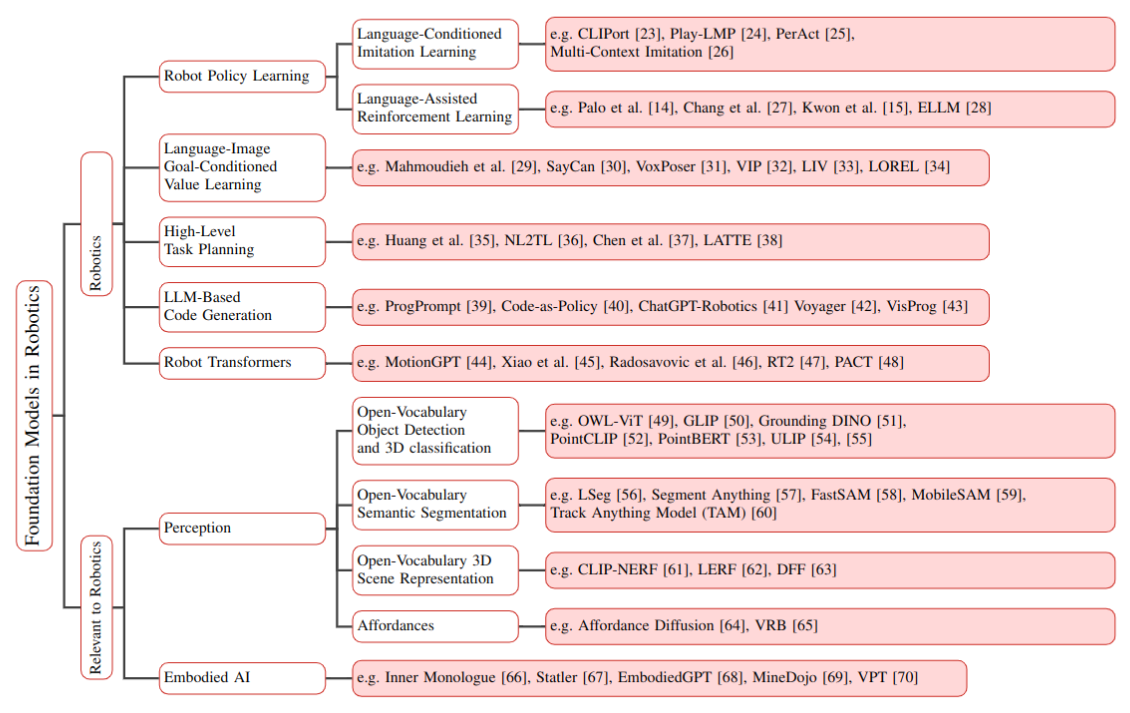 Foundation Models in Robotics
Robotics
Robot Policy Learning
Language-Conditioned
Imitation Learning
e.g. CLIPort [23], Play-LMP [24], PerAct [25],
Multi-Context Imitation [26]
Language-Assisted
Reinforcement Learning
e.g. Palo et al. [14], Chang et al. [27], Kwon et al. [15], ELLM [28]
Language-Image
Goal-Conditioned
Value Learning
e.g. Mahmoudieh et al. [29], SayCan [30], VoxPoser [31], VIP [32], LIV [33], LOREL [34]
High-Level
Task Planning
e.g. Huang et al. [35], NL2TL [36], Chen et al. [37], LATTE [38]
LLM-Based
Code Generation
e.g. ProgPrompt [39], Code-as-Policy [40], ChatGPT-Robotics [41] Voyager [42], VisProg [43]
Robot Transformers
e.g. MotionGPT [44], Xiao et al. [45], Radosavovic et al. [46], RT2 [47], PACT [48]
Relevant to Robotics
Perception
Open-Vocabulary
Object Detection
and 3D classification
e.g. OWL-ViT [49], GLIP [50], Grounding DINO [51],
PointCLIP [52], PointBERT [53], ULIP [54], [55]
Open-Vocabulary
Semantic Segmentation
e.g. LSeg [56], Segment Anything [57], FastSAM [58], MobileSAM [59],
Track Anything Model (TAM) [60]
Open-Vocabulary 3D
Scene Representation
e.g. CLIP-NERF [61], LERF [62], DFF [63]
Affordances
e.g. Affordance Diffusion [64], VRB [65]
Embodied AI
e.g. Inner Monologue [66], Statler [67], EmbodiedGPT [68], MineDojo [69], VPT [70]